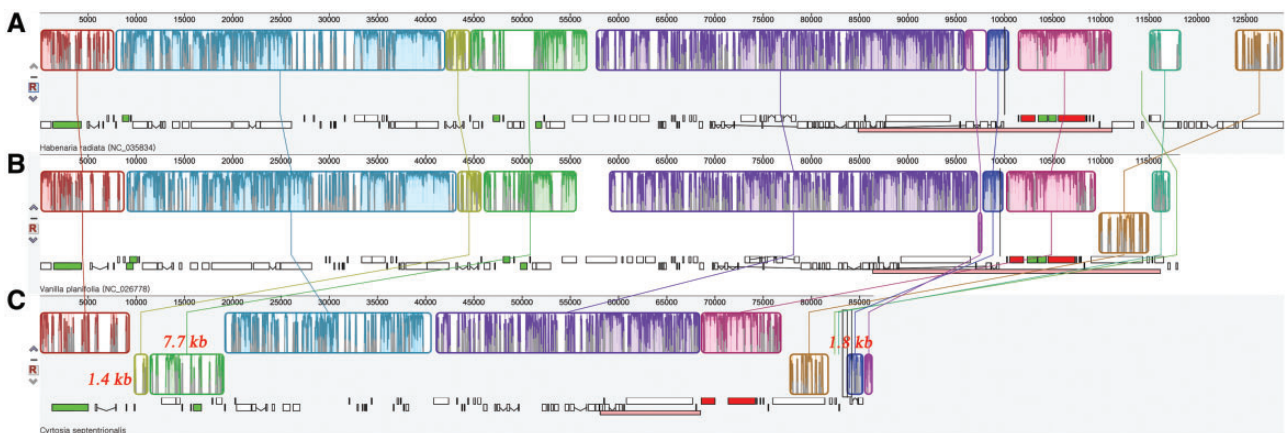 A
5000 10000 15000 20000 25000 30000 35000 40000 45000 50000 55000 60000 65000 70000 75000 80000 85000 90000 95000 100000 105000 110000 115000 120000 125000
R
Habenaria radiata (NC_035834)
B
5000 10000 15000 20000 25000 30000 35000 40000 45000 50000 55000 60000 65000 70000 75000 80000 85000 90000 95000 100000 105000 110000 115000
R
Vanilla planifolia (NC_026778)
C
5000 10000 15000 20000 25000 30000 35000 40000 45000 50000 55000 60000 65000 70000 75000 80000 85000
7.7 kb
1.8 kb
R
1.4 kb
Cyrtosia septentrionalis